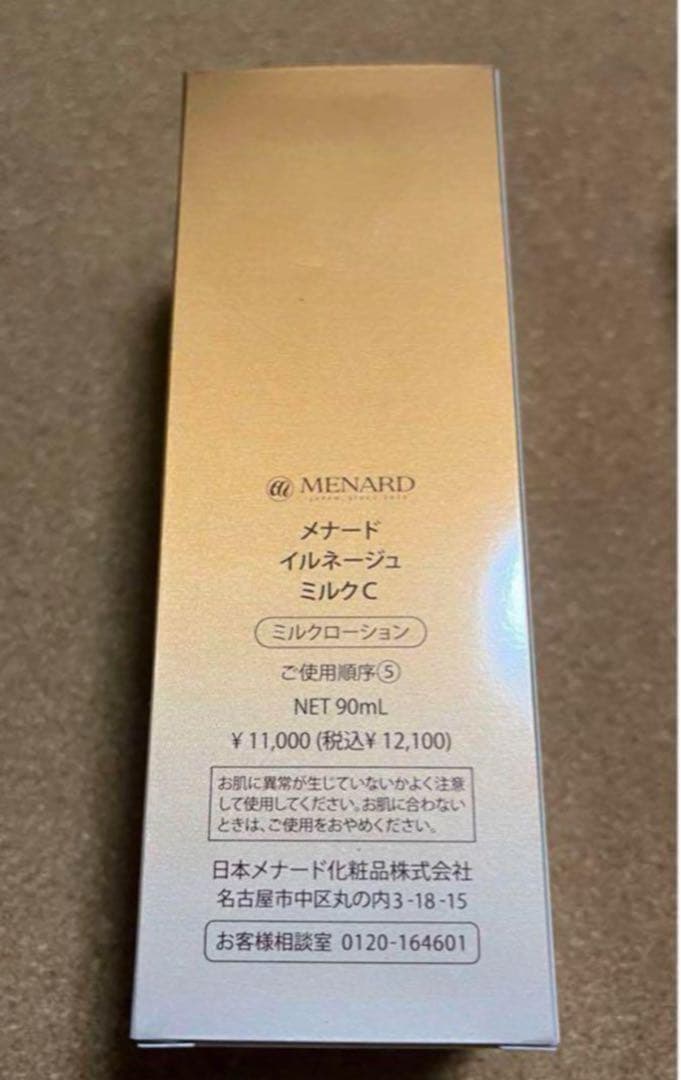 MENARD
メナード
イルネージュ
ミルクC
ミルクローション
ご使用順序⑤
NET 90mL
¥ 11,000 (税込¥ 12,100)
お肌に異常が生じていないかよく注意
して使用してください。お肌に合わない
ときは、ご使用をおやめください。
日本メナード化粧品株式会社
名古屋市中区丸の内3-18-15
お客様相談室 0120-164601